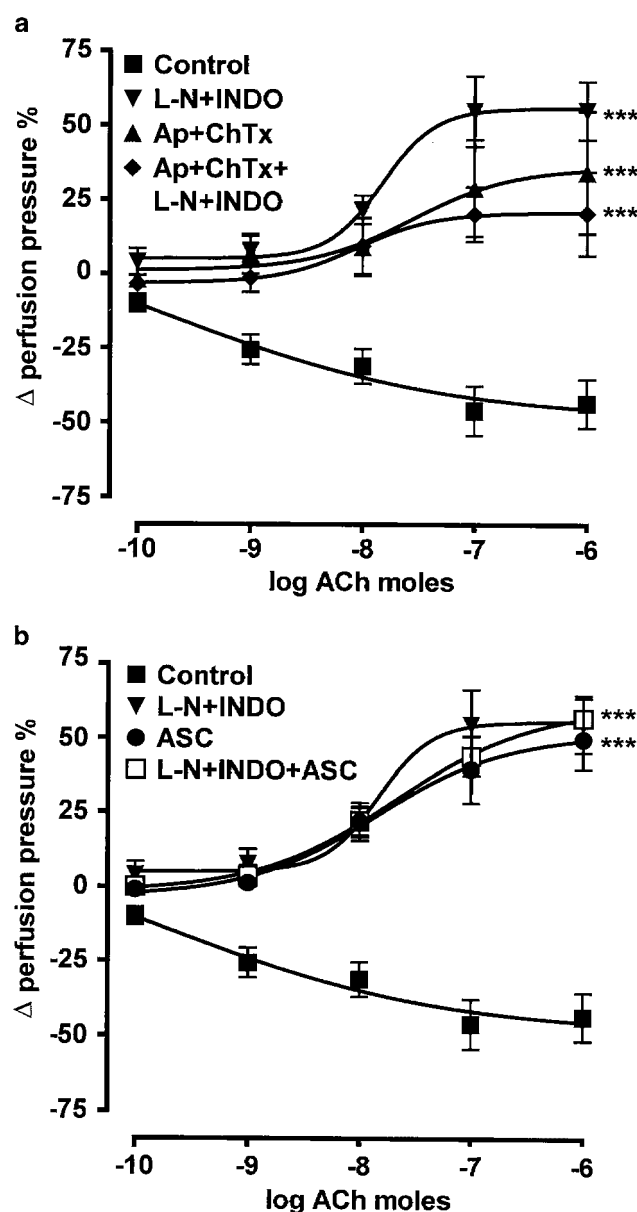 a
75
50
25
0
-25
-50
-75
Δ perfusion pressure %
Control
L-N+INDO
Ap+ChTx
Ap+ChTx+
L-N+INDO
***
***
***
-10 -9 -8 -7 -6
log ACh moles
b
75
50
25
0
-25
-50
-75
Δ perfusion pressure %
Control
L-N+INDO
ASC
L-N+INDO+ASC
***
***
-10 -9 -8 -7 -6
log ACh moles